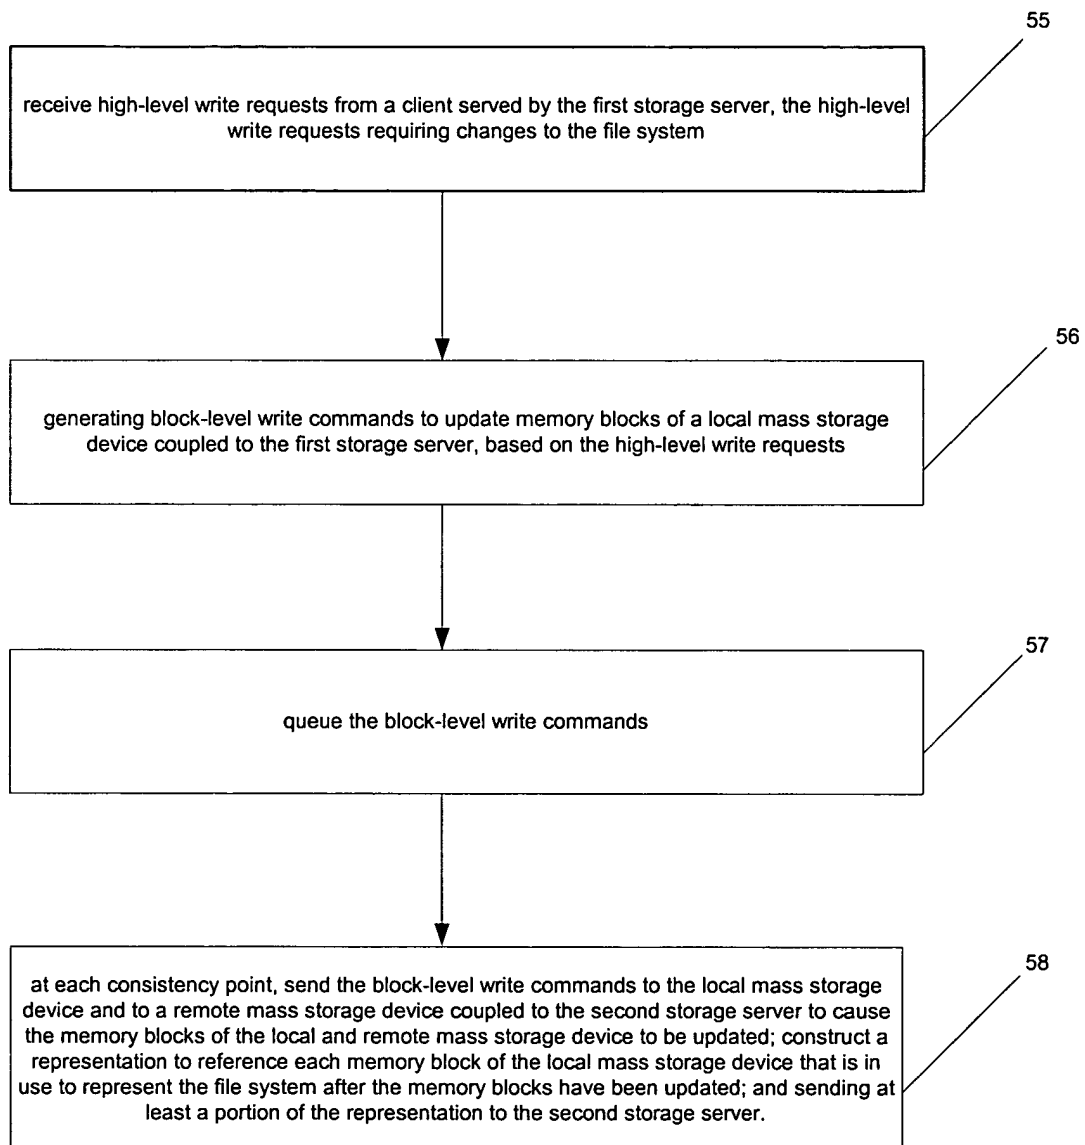 55
receive high-level write requests from a client served by the first storage server, the high-level
write requests requiring changes to the file system
56
generating block-level write commands to update memory blocks of a local mass storage
device coupled to the first storage server, based on the high-level write requests
57
queue the block-level write commands
58
at each consistency point, send the block-level write commands to the local mass storage
device and to a remote mass storage device coupled to the second storage server to cause
the memory blocks of the local and remote mass storage device to be updated; construct a
representation to reference each memory block of the local mass storage device that is in
use to represent the file system after the memory blocks have been updated; and sending at
least a portion of the representation to the second storage server.